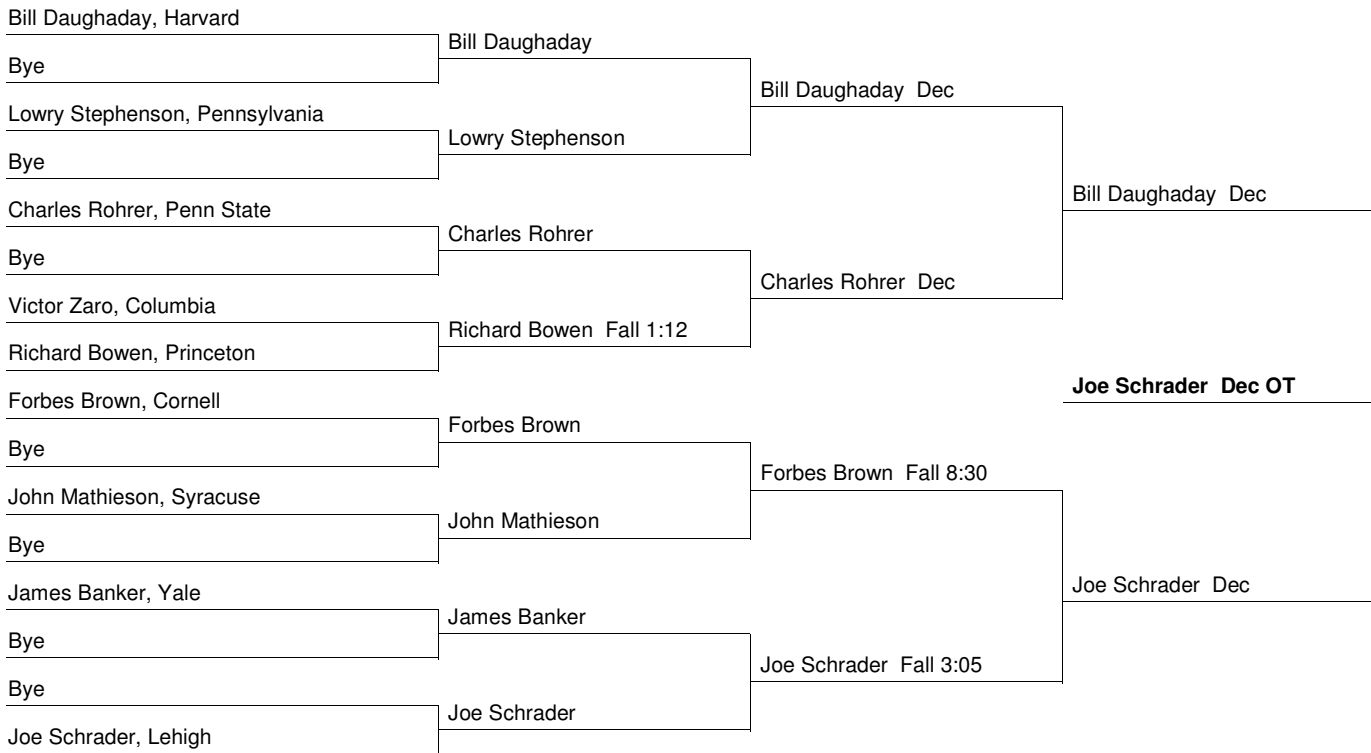 Bill Daughaday, Harvard
Bye
Lowry Stephenson, Pennsylvania
Bye
Charles Rohrer, Penn State
Bye
Victor Zaro, Columbia
Richard Bowen, Princeton
Forbes Brown, Cornell
Bye
John Mathieson, Syracuse
Bye
James Banker, Yale
Bye
Bye
Joe Schrader, Lehigh
Bill Daughaday
Lowry Stephenson
Charles Rohrer
Richard Bowen  Fall 1:12
Forbes Brown
John Mathieson
James Banker
Joe Schrader
Bill Daughaday  Dec
Charles Rohrer  Dec
Forbes Brown  Fall 8:30
Joe Schrader  Fall 3:05
Bill Daughaday  Dec
Joe Schrader  Dec OT
Joe Schrader  Dec